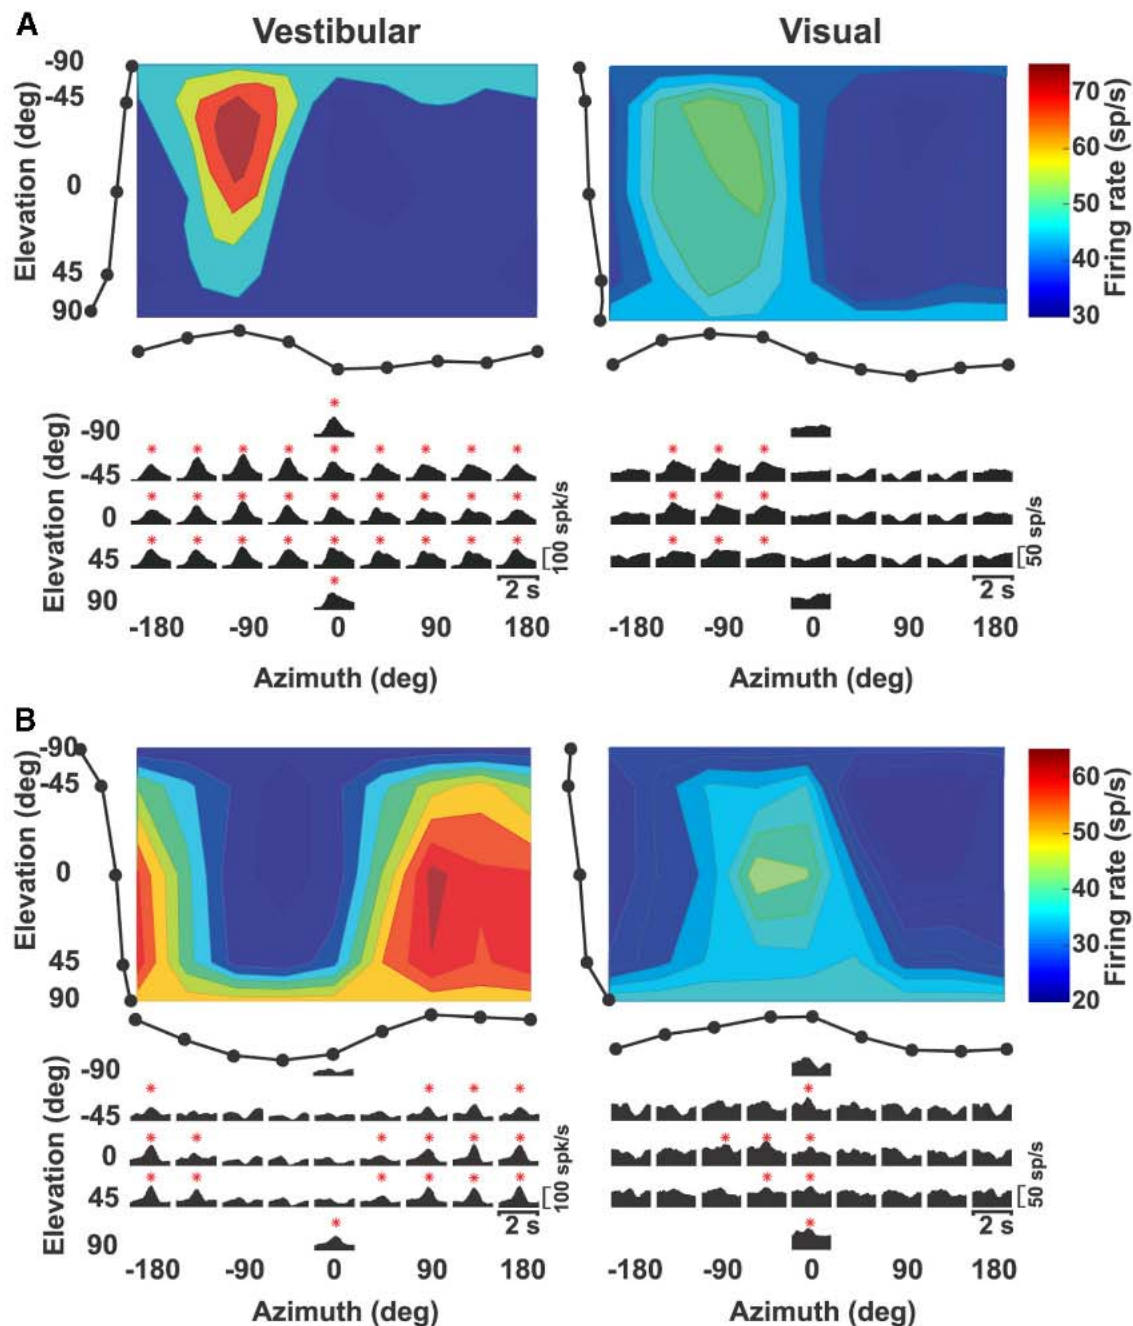 A
Vestibular
Visual
Elevation (deg)
-90
-45
0
45
90
70
60
50
40
30
Firing rate (sp/s)
Elevation (deg)
-90
-45
0
45
90
* 
* * * * * * * * *
* * * * * * * * *
* * * * * * * * *
*
100 spk/s
2 s
* * *
* * *
* * *
50 sp/s
2 s
-180 -90 0 90 180
-180 -90 0 90 180
Azimuth (deg)
Azimuth (deg)
B
Elevation (deg)
-90
-45
0
45
90
60
50
40
30
20
Firing rate (sp/s)
Elevation (deg)
-90
-45
0
45
90
* * * *
* * * * * *
* * * * * *
*
100 spk/s
2 s
*
* * *
* *
*
50 sp/s
2 s
-180 -90 0 90 180
-180 -90 0 90 180
Azimuth (deg)
Azimuth (deg)